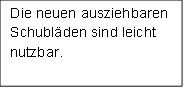 Die neuen ausziehbaren
Schubläden sind leicht
nutzbar.